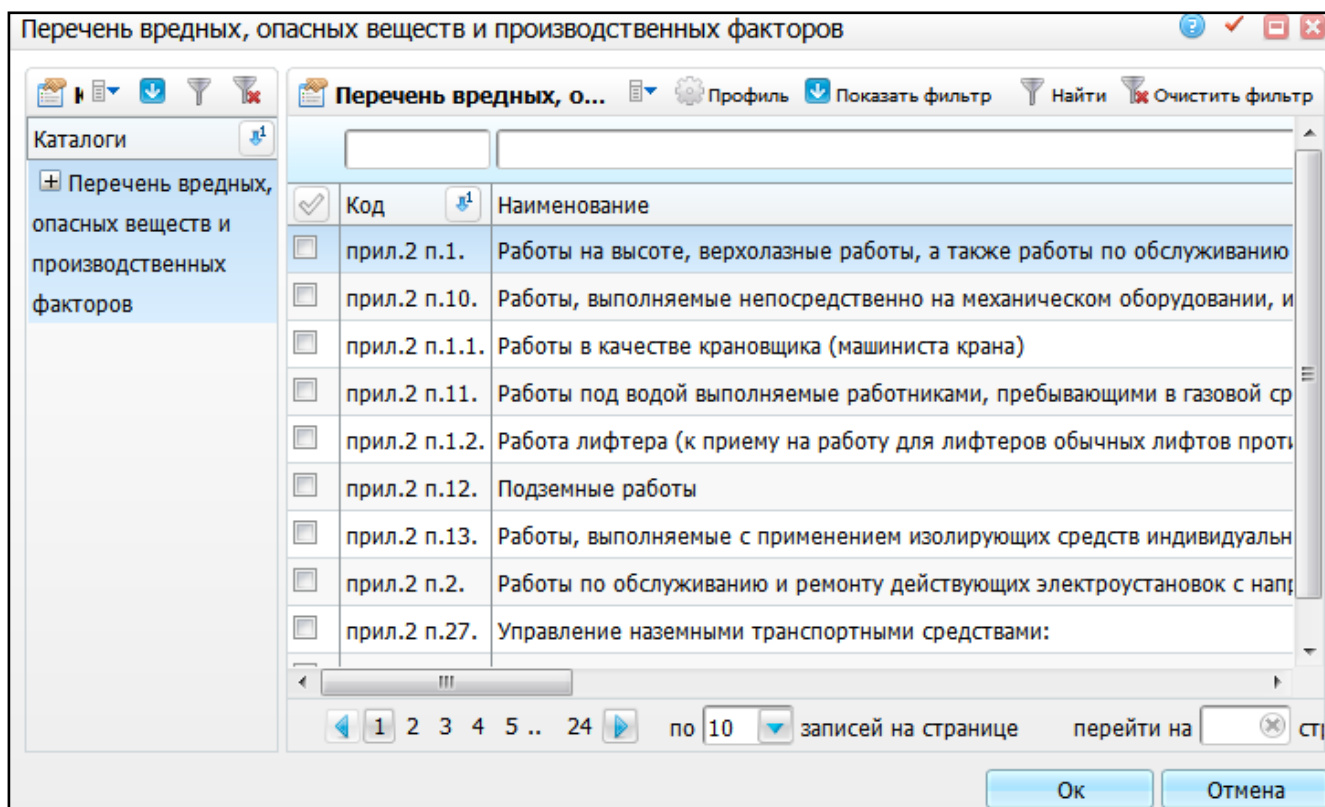 Перечень вредных, опасных веществ и производственных факторов
Перечень вредных, о... Профиль Показать фильтр Найти Очистить фильтр
Каталоги
Перечень вредных,
опасных веществ и
производственных
факторов
Код Наименование
прил.2 п.1. Работы на высоте, верхолазные работы, а также работы по обслуживанию
прил.2 п.10. Работы, выполняемые непосредственно на механическом оборудовании, и
прил.2 п.1.1. Работы в качестве крановщика (машиниста крана)
прил.2 п.11. Работы под водой выполняемые работниками, пребывающими в газовой ср
прил.2 п.1.2. Работа лифтера (к приему на работу для лифтеров обычных лифтов проти
прил.2 п.12. Подземные работы
прил.2 п.13. Работы, выполняемые с применением изолирующих средств индивидуальн
прил.2 п.2. Работы по обслуживанию и ремонту действующих электроустановок с напр
прил.2 п.27. Управление наземными транспортными средствами:
1 2 3 4 5 .. 24 по 10 записей на странице перейти на стр
Ок Отмена